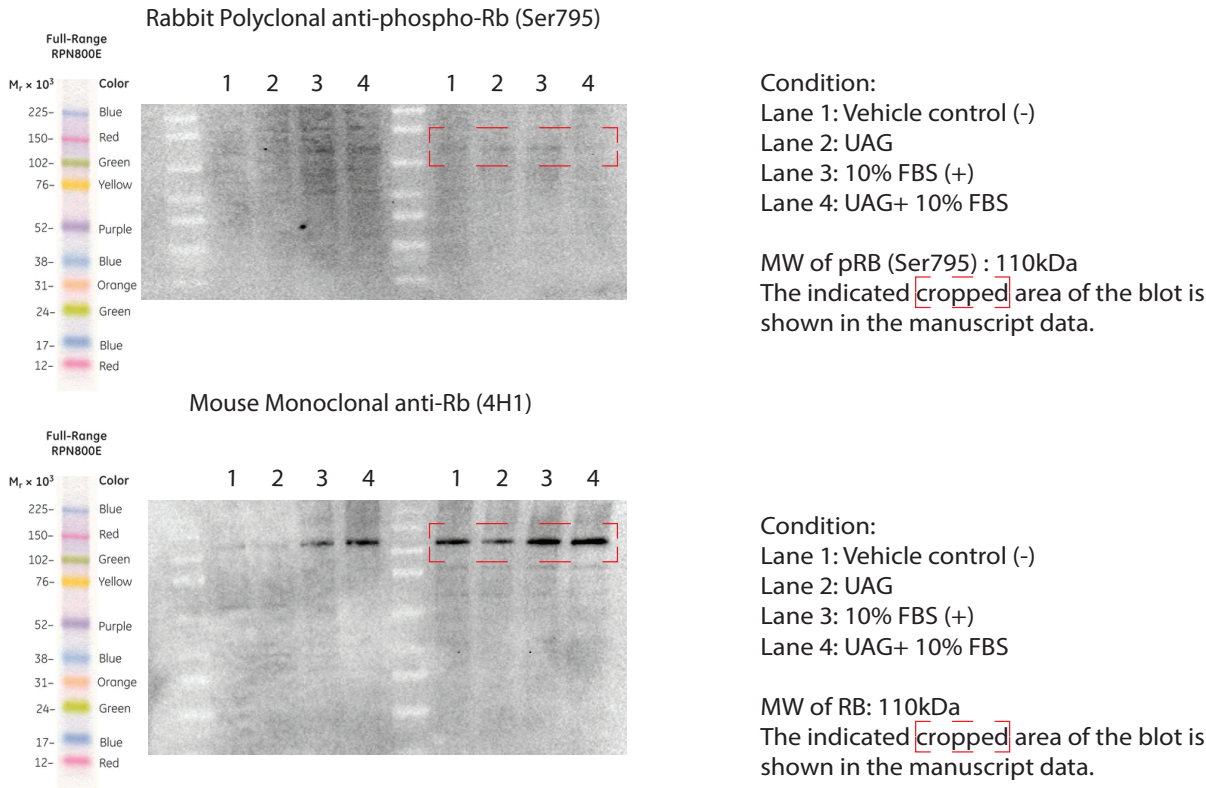 Rabbit Polyclonal anti-phospho-Rb (Ser795)
Full-Range
RPN800E
Mr × 10³ Color
225– Blue
150– Red
102– Green
76– Yellow
52– Purple
38– Blue
31– Orange
24– Green
17– Blue
12– Red
1 2 3 4 1 2 3 4
Condition:
Lane 1: Vehicle control (-)
Lane 2: UAG
Lane 3: 10% FBS (+)
Lane 4: UAG+ 10% FBS
MW of pRB (Ser795) : 110kDa
The indicated cropped area of the blot is
shown in the manuscript data.
Mouse Monoclonal anti-Rb (4H1)
Full-Range
RPN800E
Mr × 10³ Color
225– Blue
150– Red
102– Green
76– Yellow
52– Purple
38– Blue
31– Orange
24– Green
17– Blue
12– Red
1 2 3 4 1 2 3 4
Condition:
Lane 1: Vehicle control (-)
Lane 2: UAG
Lane 3: 10% FBS (+)
Lane 4: UAG+ 10% FBS
MW of RB: 110kDa
The indicated cropped area of the blot is
shown in the manuscript data.